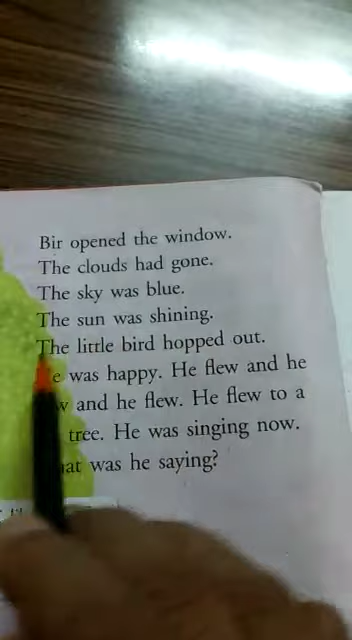 Bir opened the window.
The clouds had gone.
The sky was blue.
The sun was shining.
The little bird hopped out.
was happy. He flew and he
and he flew. He flew to a
tree. He was singing now.
was he saying?